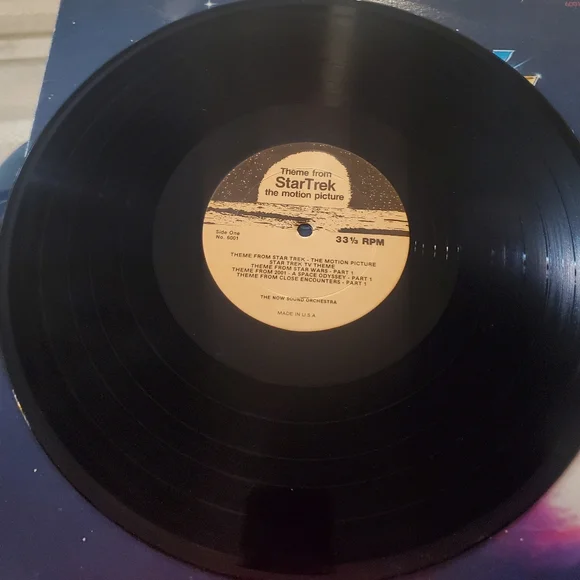 Theme from
StarTrek
the motion picture
Side One
No. 6001
33⅓ RPM
THEME FROM STAR TREK - THE MOTION PICTURE
STAR TREK TV THEME
THEME FROM STAR WARS - PART 1
THEME FROM 2001 - A SPACE ODYSSEY - PART 1
THEME FROM CLOSE ENCOUNTERS - PART 1
THE NOW SOUND ORCHESTRA
MADE IN U.S.A.